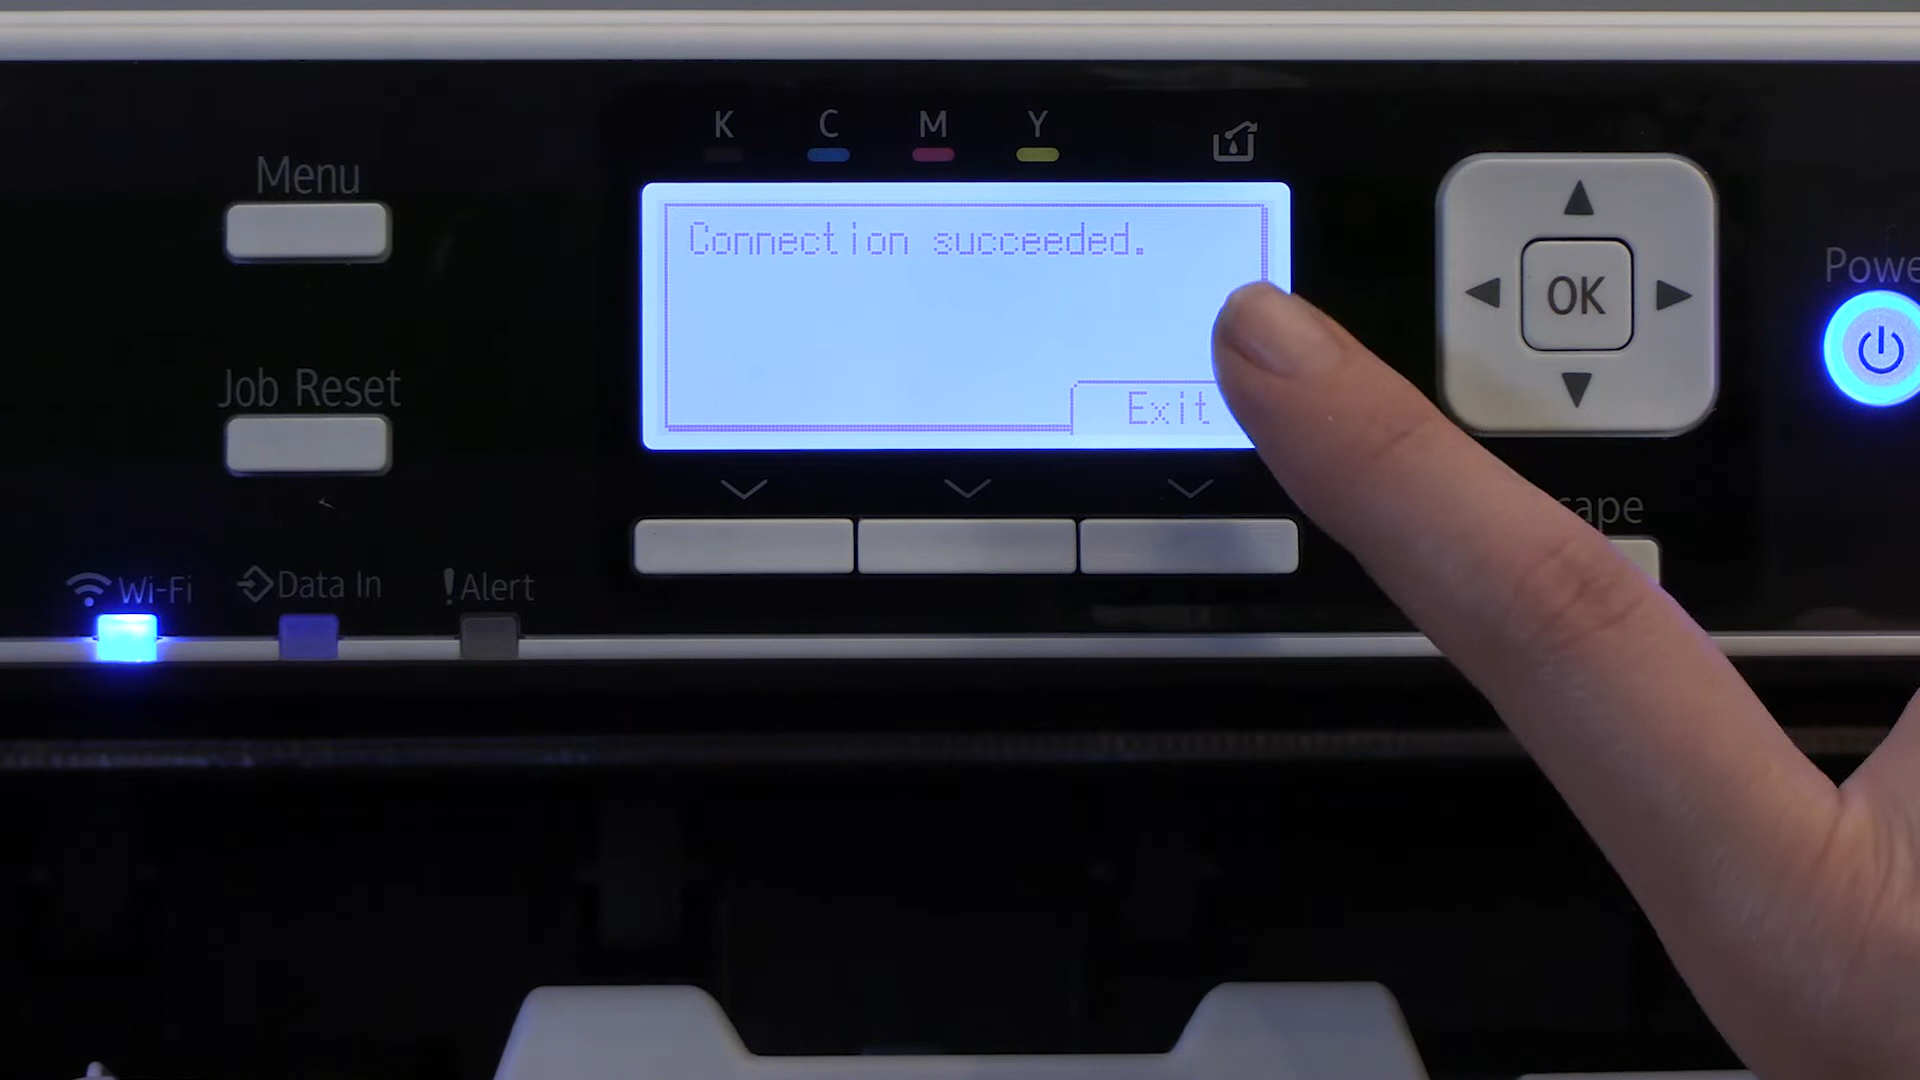 K C M Y
Menu
Connection succeeded.
OK
Job Reset
Exit
Wi-Fi
Data In
!Alert